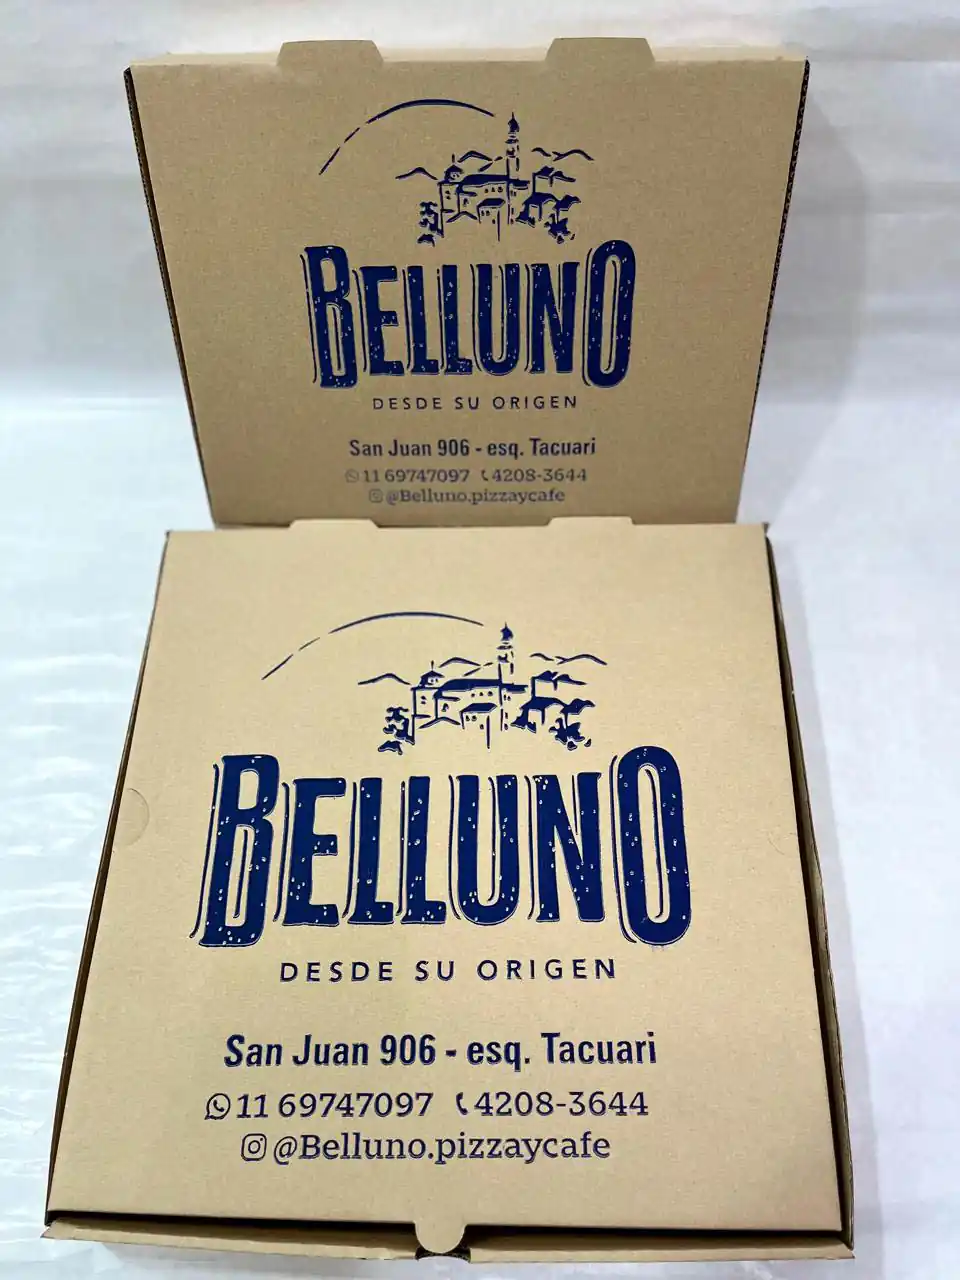 BELLUNO
DESDE SU ORIGEN
San Juan 906 - esq. Tacuari
11 69747097 4208-3644
@Belluno.pizzaycafe
BELLUNO
DESDE SU ORIGEN
San Juan 906 - esq. Tacuari
11 69747097 4208-3644
@Belluno.pizzaycafe